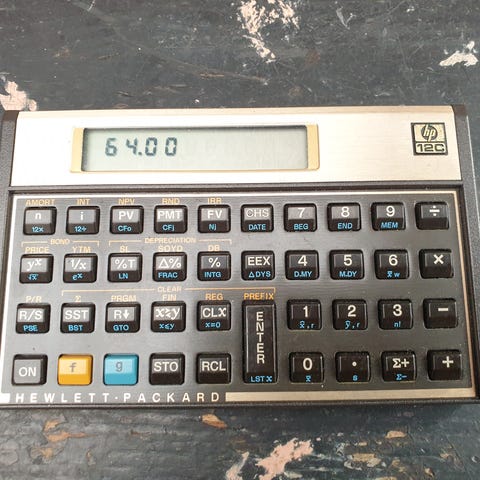 64.00
hp
12C
AMORT INT NPV RND IRR
n i PV PMT FV CHS 7 8 9 ÷
12× 12÷ CFo CFj Nj DATE BEG END MEM
BOND DEPRECIATION
PRICE YTM SL SOYD DB
yˣ 1/x %T Δ% % EEX 4 5 6 ×
√x eˣ LN FRAC INTG ΔDYS D.MY M.DY x̄w
CLEAR
P/R Σ PRGM FIN REG PREFIX
R/S SST R↓ x≷y CLx ENTER 1 2 3 −
PSE BST GTO x≤y x=0 x̂,r ŷ,r n!
ON f g STO RCL 0 · Σ+ +
LST X x̄ s Σ−
HEWLETT·PACKARD